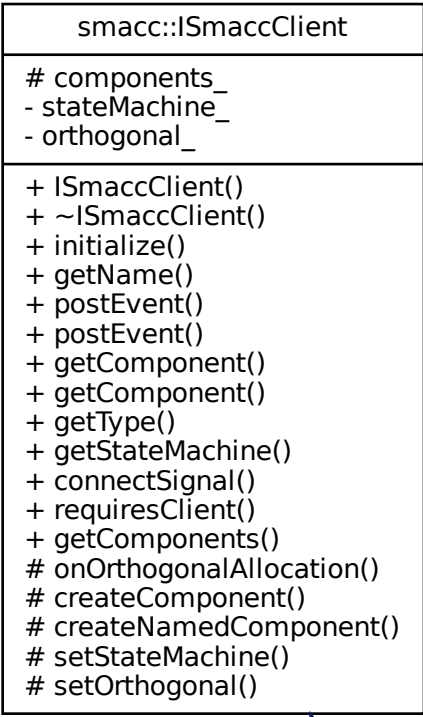 smacc::ISmaccClient
# components_
- stateMachine_
- orthogonal_
+ ISmaccClient()
+ ~ISmaccClient()
+ initialize()
+ getName()
+ postEvent()
+ postEvent()
+ getComponent()
+ getComponent()
+ getType()
+ getStateMachine()
+ connectSignal()
+ requiresClient()
+ getComponents()
# onOrthogonalAllocation()
# createComponent()
# createNamedComponent()
# setStateMachine()
# setOrthogonal()